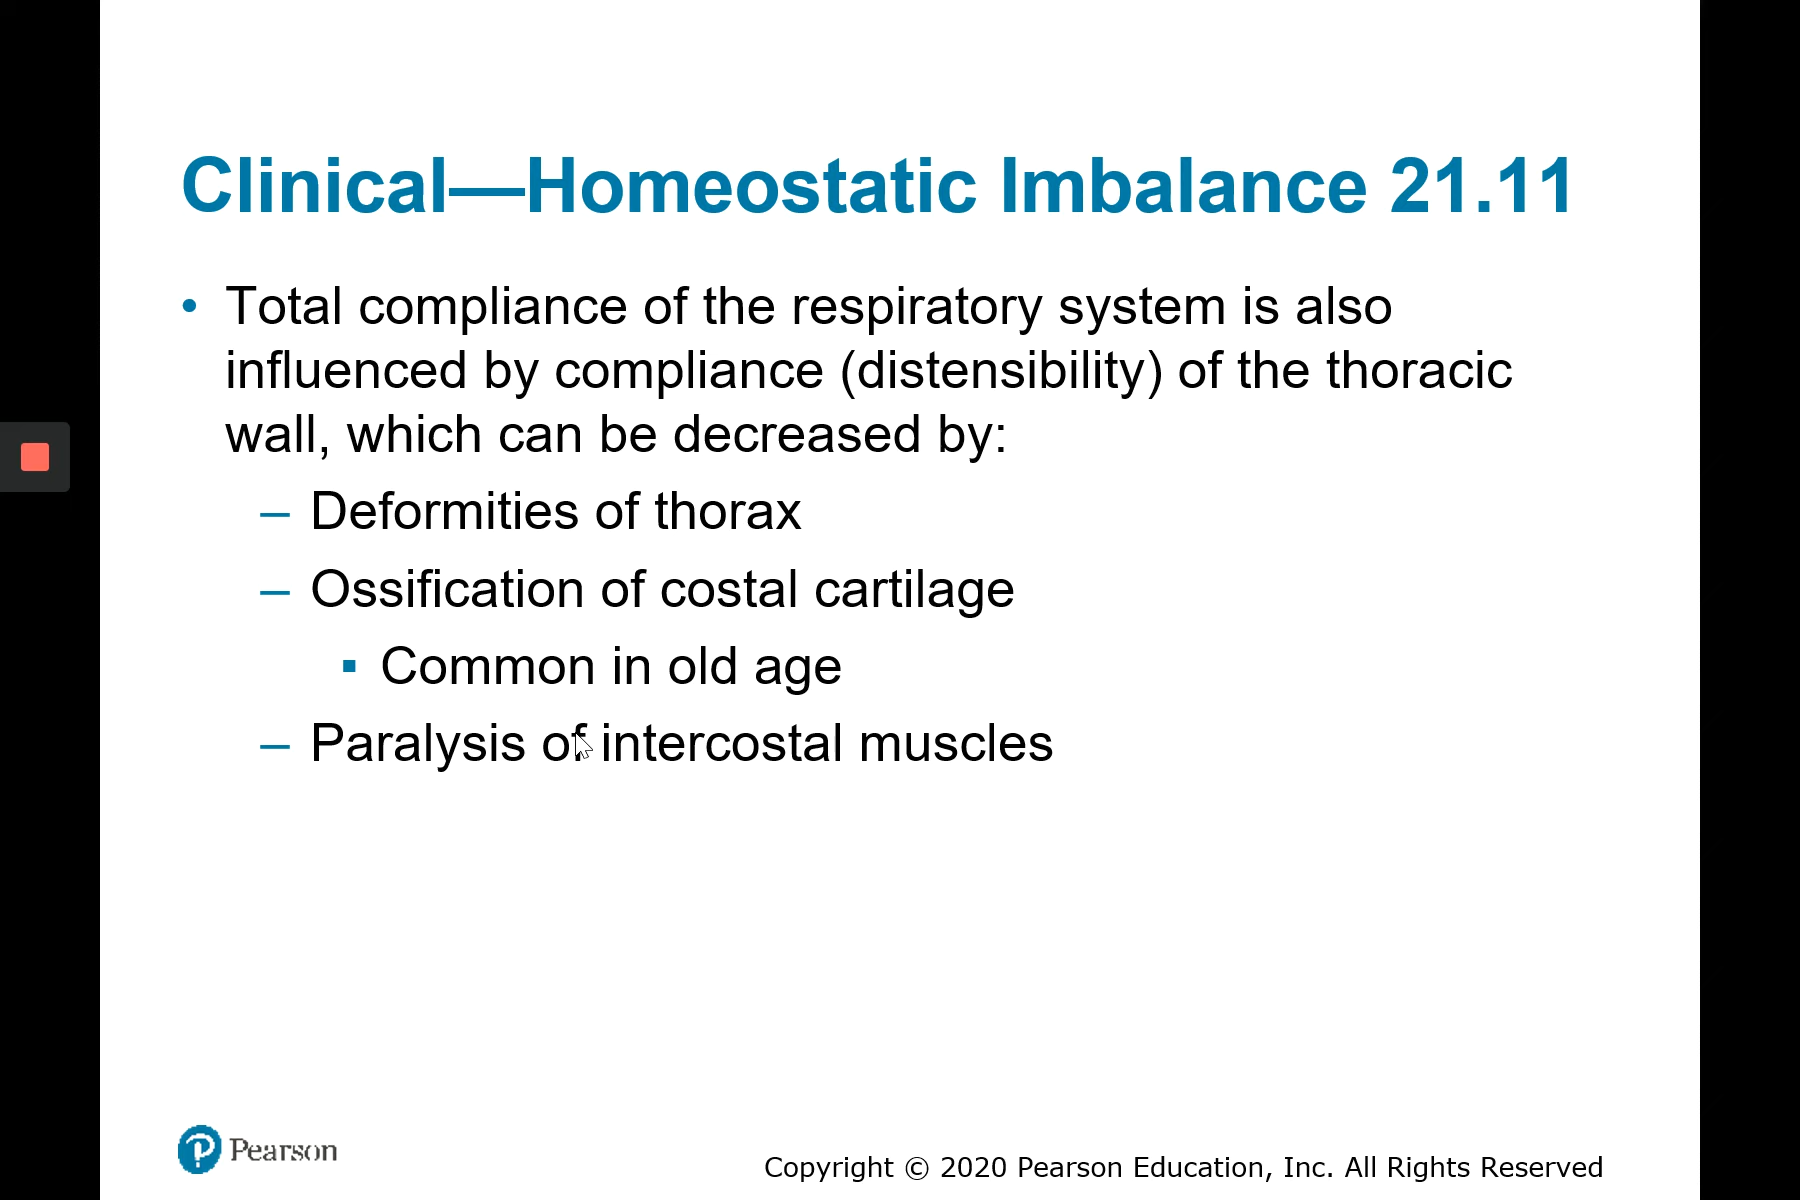 Clinical—Homeostatic Imbalance 21.11
• Total compliance of the respiratory system is also
influenced by compliance (distensibility) of the thoracic
wall, which can be decreased by:
– Deformities of thorax
– Ossification of costal cartilage
▪ Common in old age
– Paralysis of intercostal muscles
Pearson
Copyright © 2020 Pearson Education, Inc. All Rights Reserved